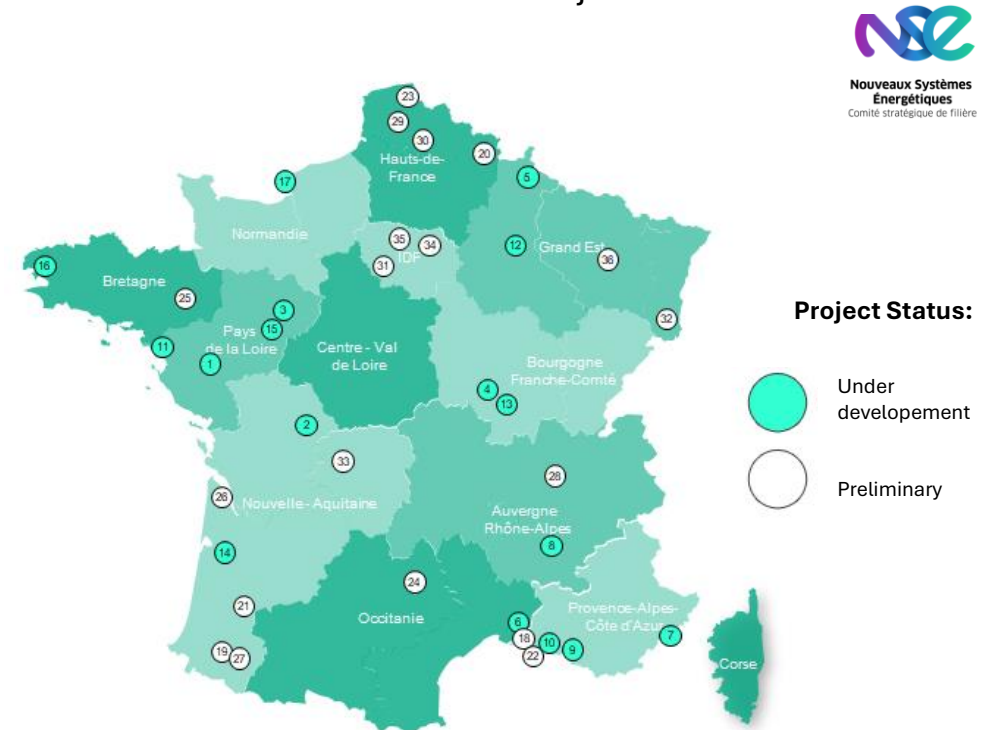 nse
Nouveaux Systèmes
Énergétiques
Comité stratégique de filière
23
29
30
20
Hauts-de-
France
5
17
Normandie
35
34
IDF
31
12
Grand Est
36
16
Bretagne
25
32
3
15
Pays
de la Loire
11
1
Centre - Val
de Loire
Bourgogne
Franche-Comté
4
13
2
33
26
Nouvelle- Aquitaine
28
Auvergne
Rhône-Alpes
8
14
24
21
Occitanie
Provence-Alpes-
Côte d'Azur
6
18
10
9
7
22
19
27
Corse
Project Status:
Under
developement
Preliminary